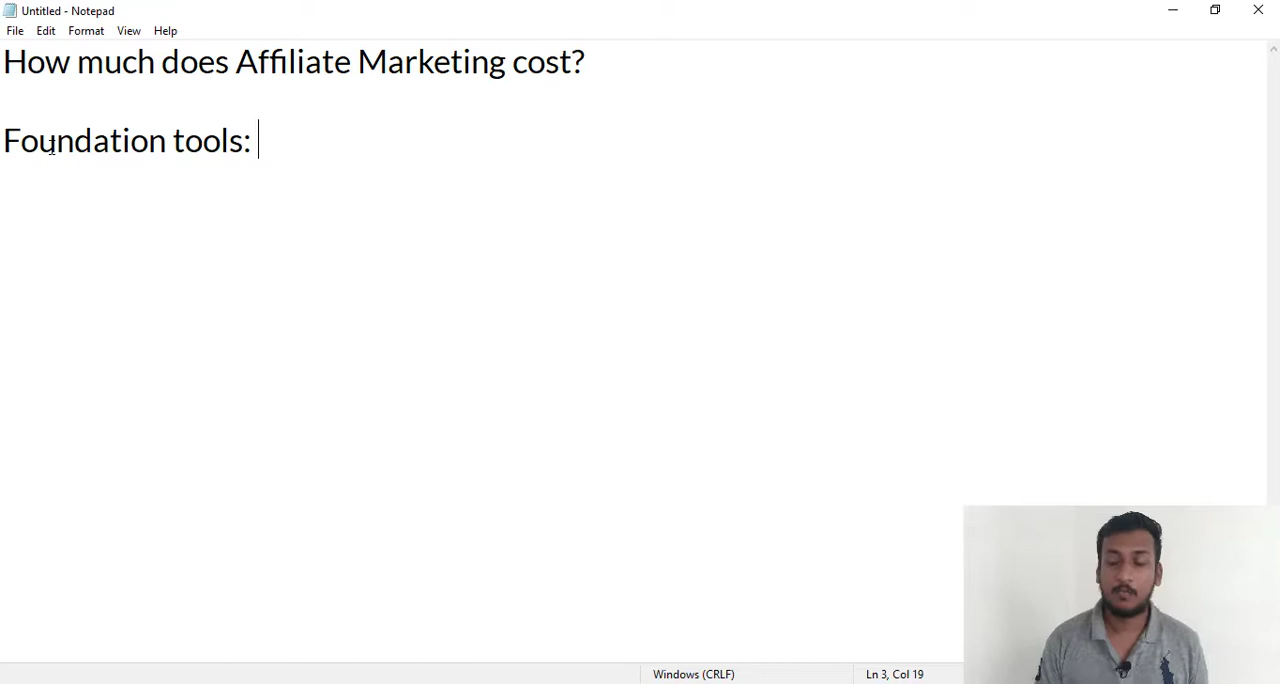 Untitled - Notepad
File Edit Format View Help
How much does Affiliate Marketing cost?
Foundation tools:
Windows (CRLF) Ln 3, Col 19